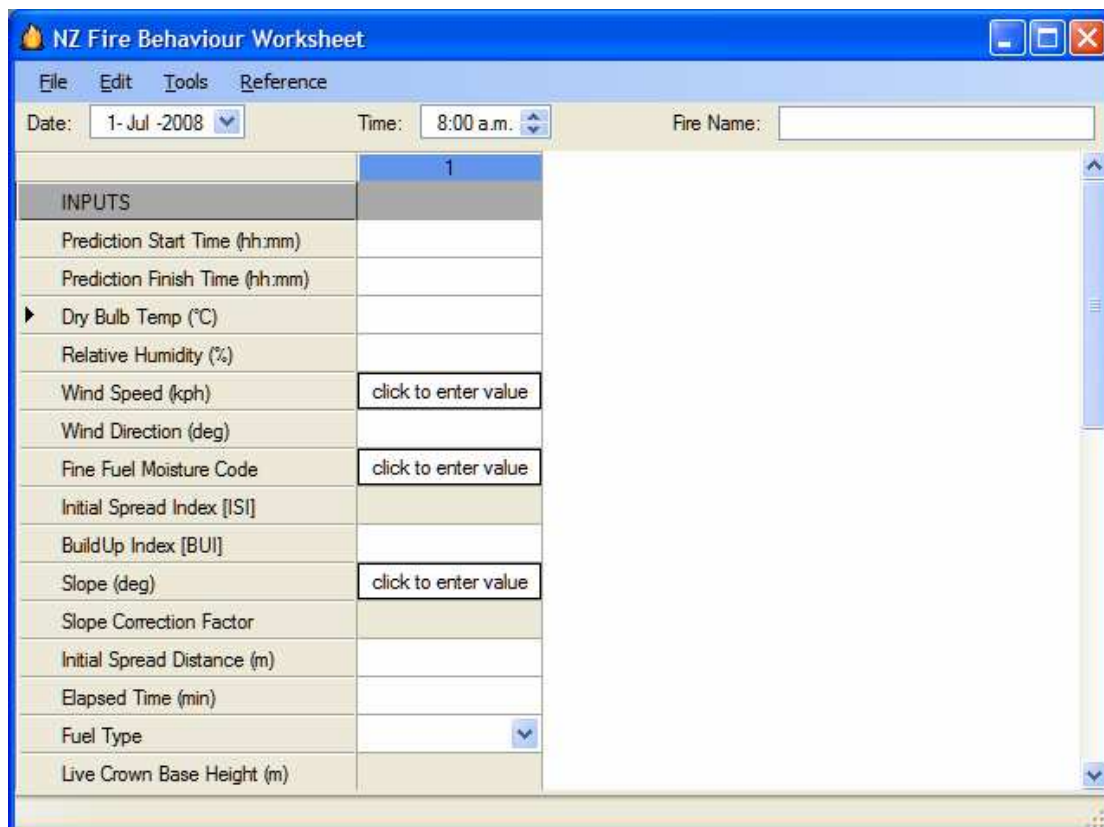 NZ Fire Behaviour Worksheet
File Edit Tools Reference
Date: 1- Jul -2008 Time: 8:00 a.m. Fire Name:
1
INPUTS
Prediction Start Time (hh:mm)
Prediction Finish Time (hh:mm)
Dry Bulb Temp (°C)
Relative Humidity (%)
Wind Speed (kph) click to enter value
Wind Direction (deg)
Fine Fuel Moisture Code click to enter value
Initial Spread Index [ISI]
BuildUp Index [BUI]
Slope (deg) click to enter value
Slope Correction Factor
Initial Spread Distance (m)
Elapsed Time (min)
Fuel Type
Live Crown Base Height (m)